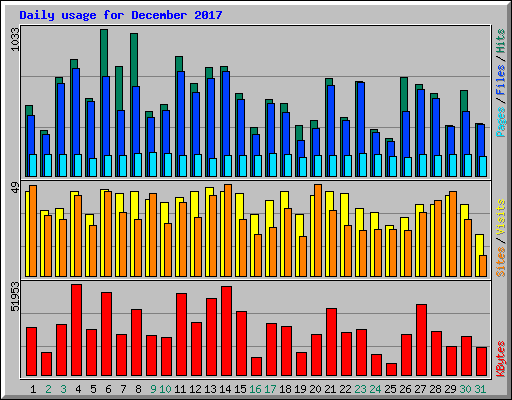 Daily usage for December 2017
1033
Pages / Files / Hits
49
Sites / Visits
51953
KBytes
1 2 3 4 5 6 7 8 9 10 11 12 13 14 15 16 17 18 19 20 21 22 23 24 25 26 27 28 29 30 31